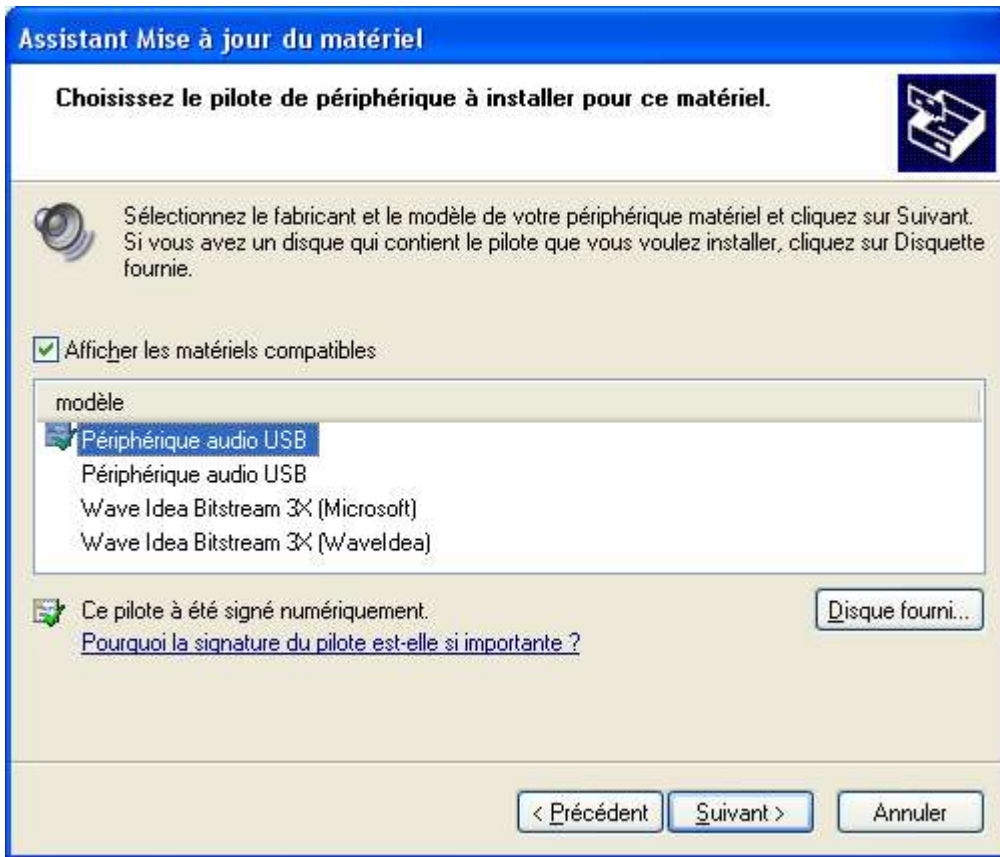 Assistant Mise à jour du matériel
Choisissez le pilote de périphérique à installer pour ce matériel.
Sélectionnez le fabricant et le modèle de votre périphérique matériel et cliquez sur Suivant.
Si vous avez un disque qui contient le pilote que vous voulez installer, cliquez sur Disquette
fournie.
Afficher les matériels compatibles
modèle
Périphérique audio USB
Périphérique audio USB
Wave Idea Bitstream 3X (Microsoft)
Wave Idea Bitstream 3X (WaveIdea)
Ce pilote à été signé numériquement.
Disque fourni...
Pourquoi la signature du pilote est-elle si importante ?
< Précédent
Suivant >
Annuler